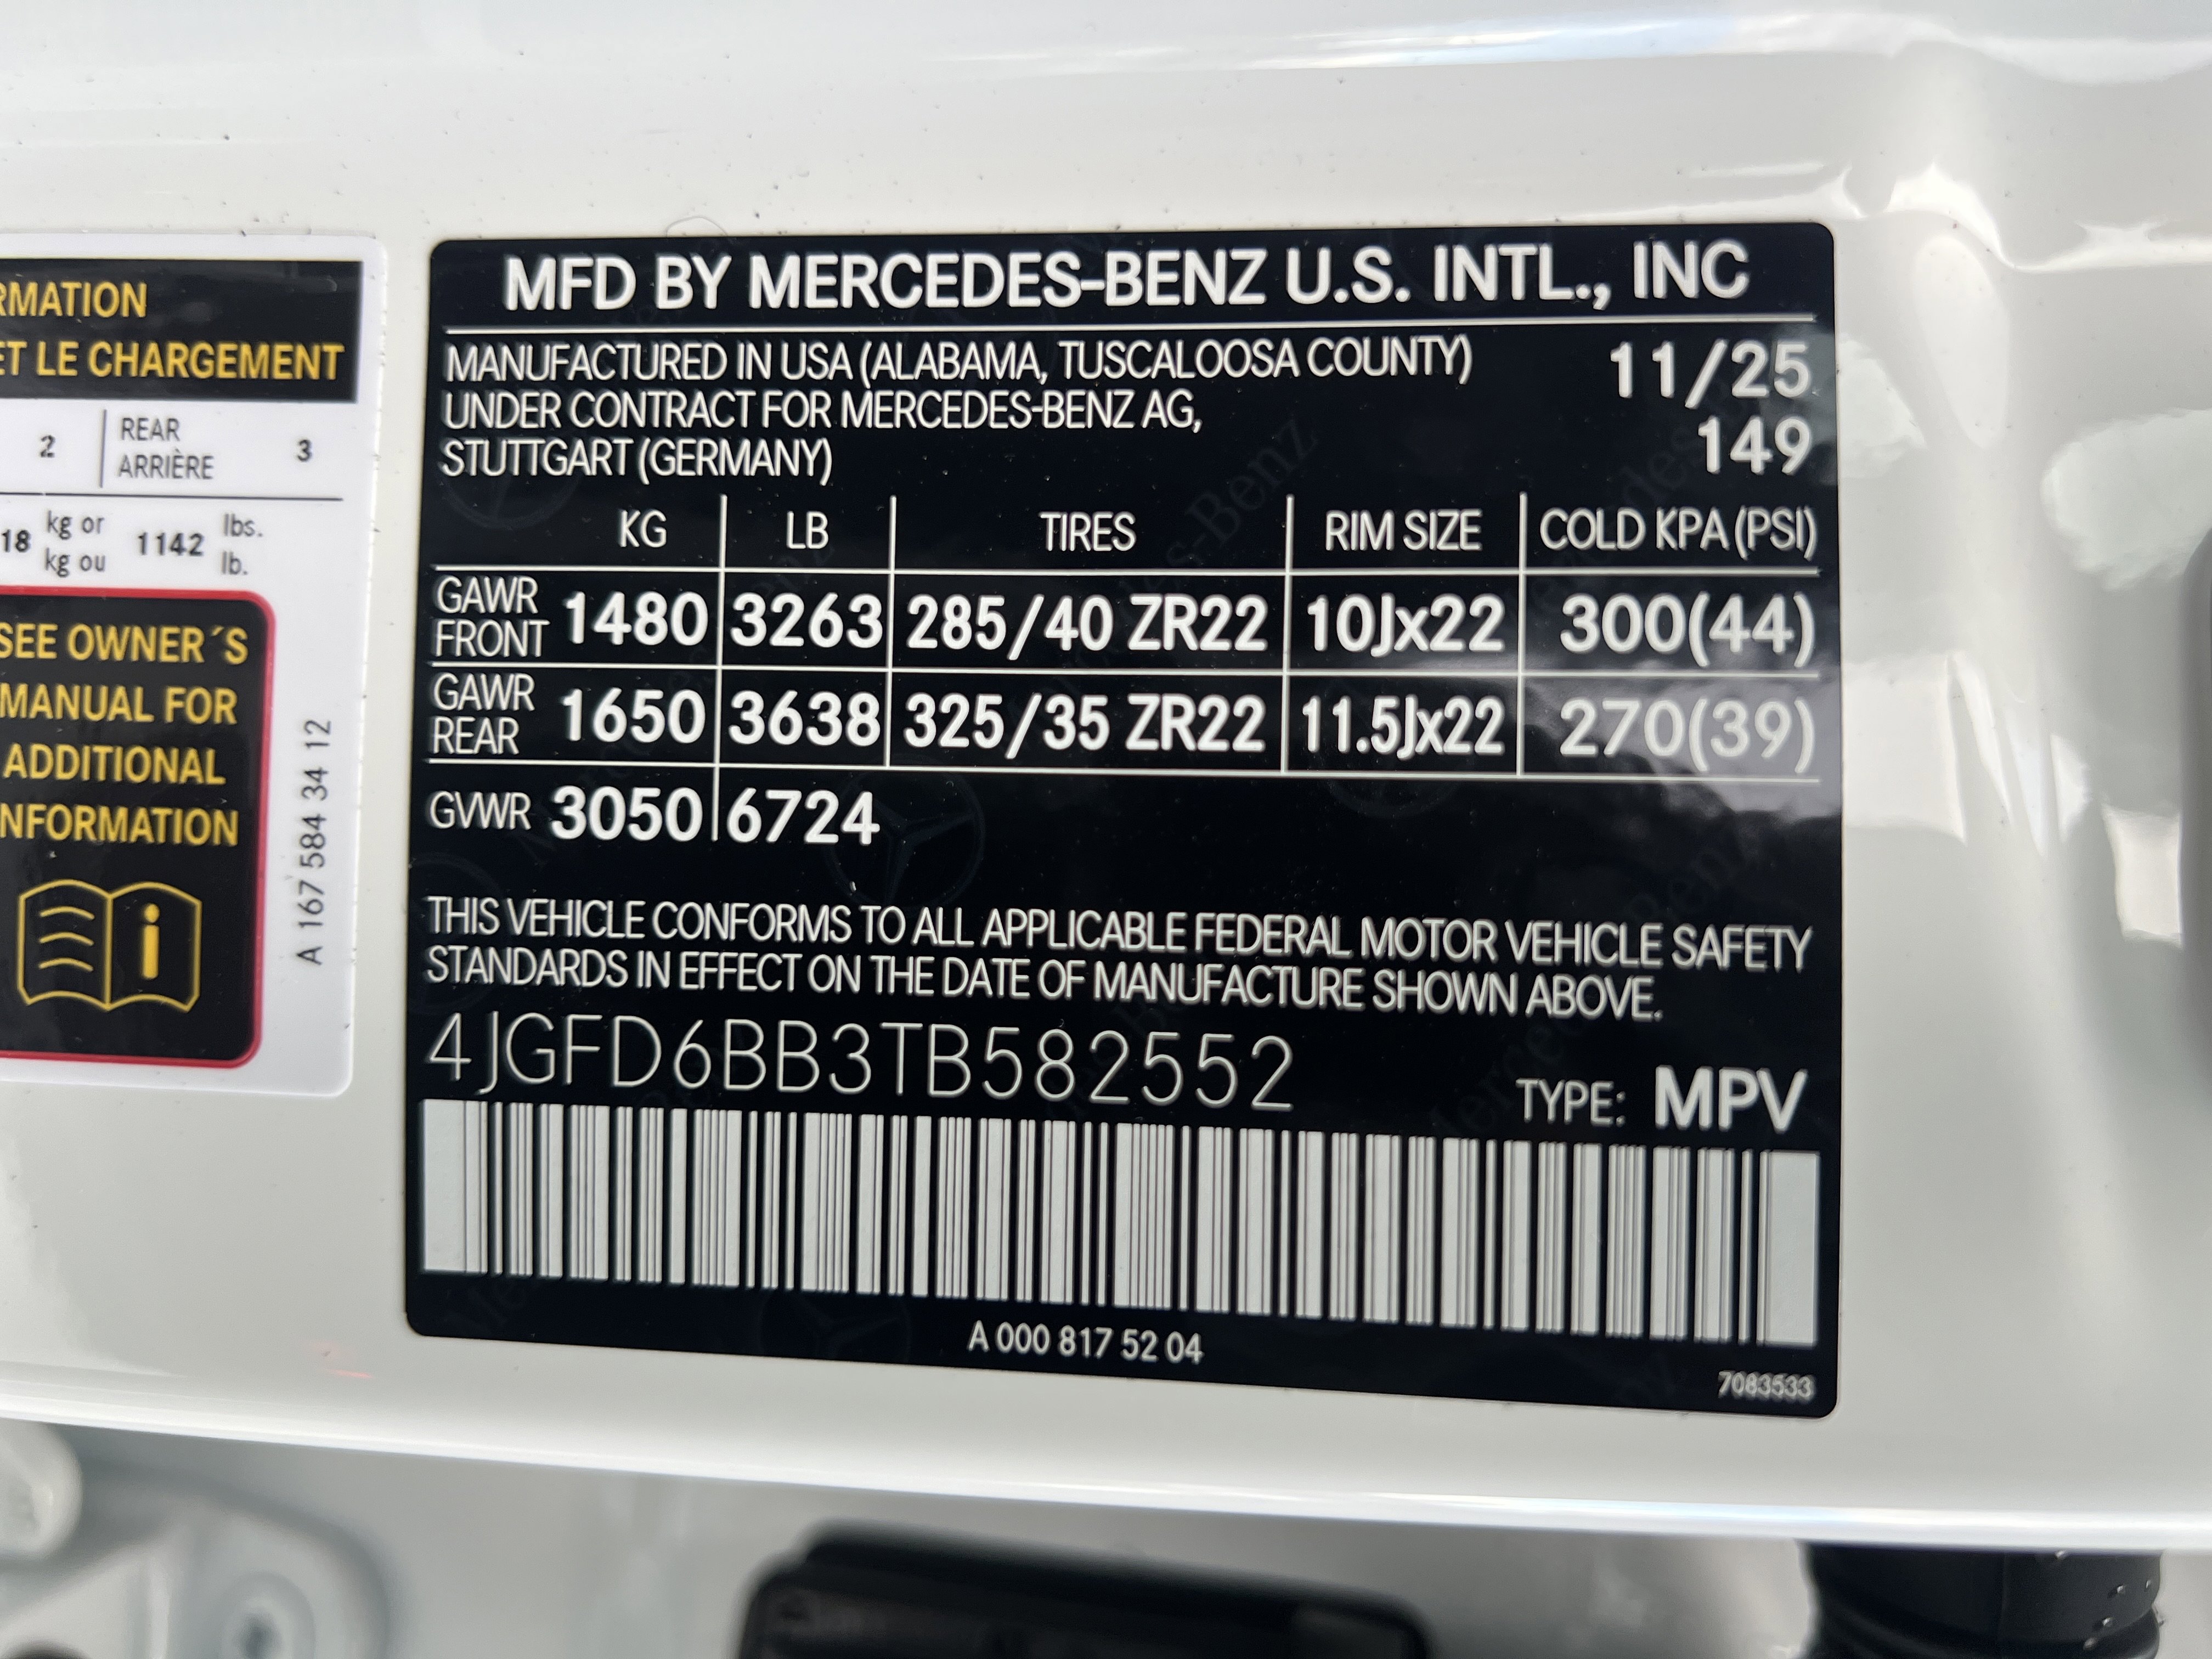 RMATION
ET LE CHARGEMENT
2 REAR ARRIÈRE 3
18 kg or kg ou 1142 lbs. lb.
SEE OWNER´S
MANUAL FOR
ADDITIONAL
NFORMATION
A 167 584 34 12
MFD BY MERCEDES-BENZ U.S. INTL., INC
MANUFACTURED IN USA (ALABAMA, TUSCALOOSA COUNTY) 11/25
UNDER CONTRACT FOR MERCEDES-BENZ AG, 149
STUTTGART (GERMANY)
KG LB TIRES RIM SIZE COLD KPA (PSI)
GAWR FRONT 1480 3263 285/40 ZR22 10Jx22 300(44)
GAWR REAR 1650 3638 325/35 ZR22 11.5Jx22 270(39)
GVWR 3050 6724
THIS VEHICLE CONFORMS TO ALL APPLICABLE FEDERAL MOTOR VEHICLE SAFETY
STANDARDS IN EFFECT ON THE DATE OF MANUFACTURE SHOWN ABOVE.
4JGFD6BB3TB582552
TYPE: MPV
A 000 817 52 04
7083533